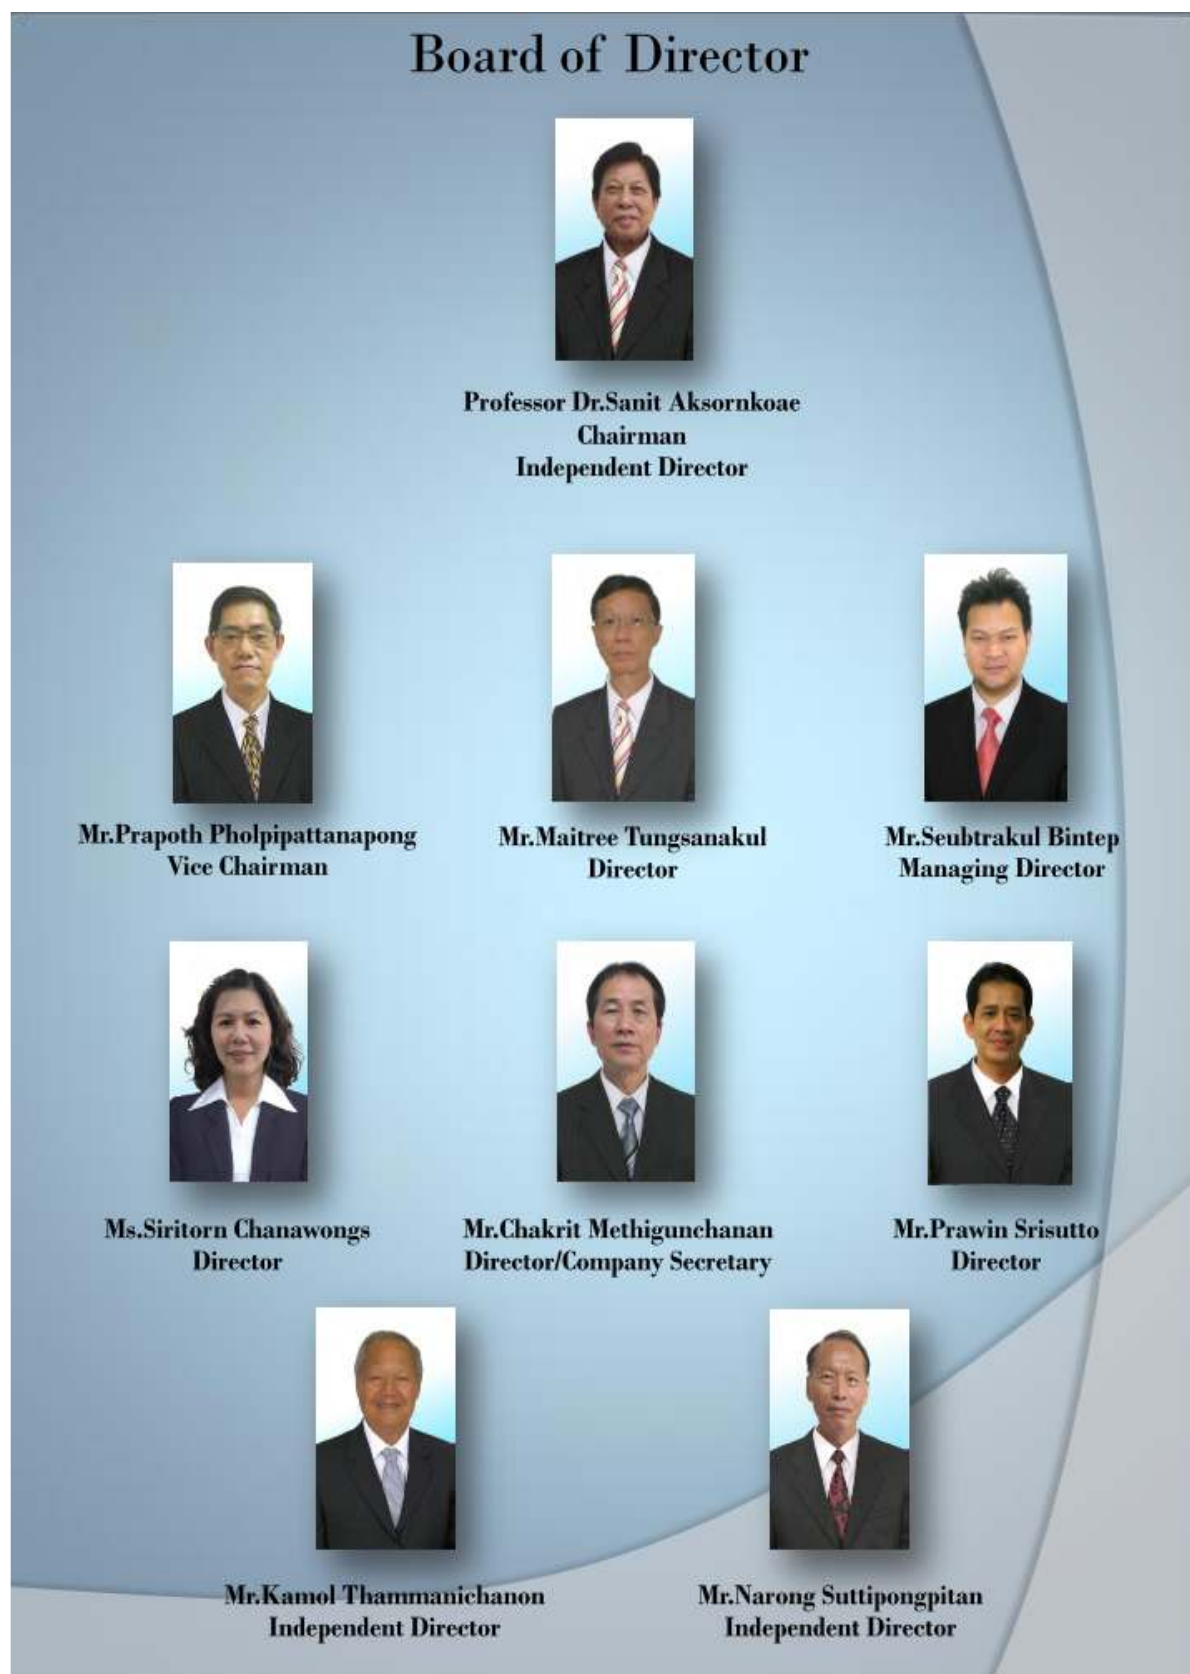 Board of Director
Professor Dr.Sanit Aksornkoae
Chairman
Independent Director
Mr.Prapoth Pholpipattanapong
Vice Chairman
Mr.Maitree Tungsanakul
Director
Mr.Seubtrakul Bintep
Managing Director
Ms.Siritorn Chanawongs
Director
Mr.Chakrit Methigunchanan
Director/Company Secretary
Mr.Prawin Srisutto
Director
Mr.Kamol Thammanichanon
Independent Director
Mr.Narong Suttipongpitan
Independent Director